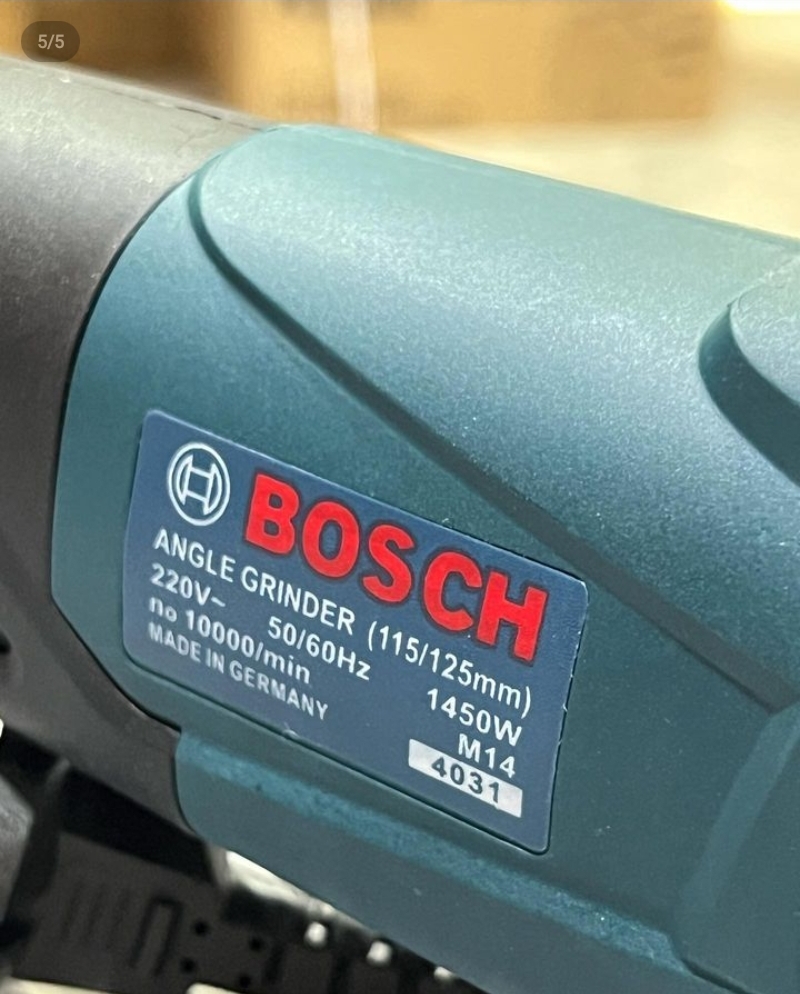 5/5
BOSCH
ANGLE GRINDER (115/125mm)
220V~ 50/60Hz 1450W
no 10000/min M14
MADE IN GERMANY 4031